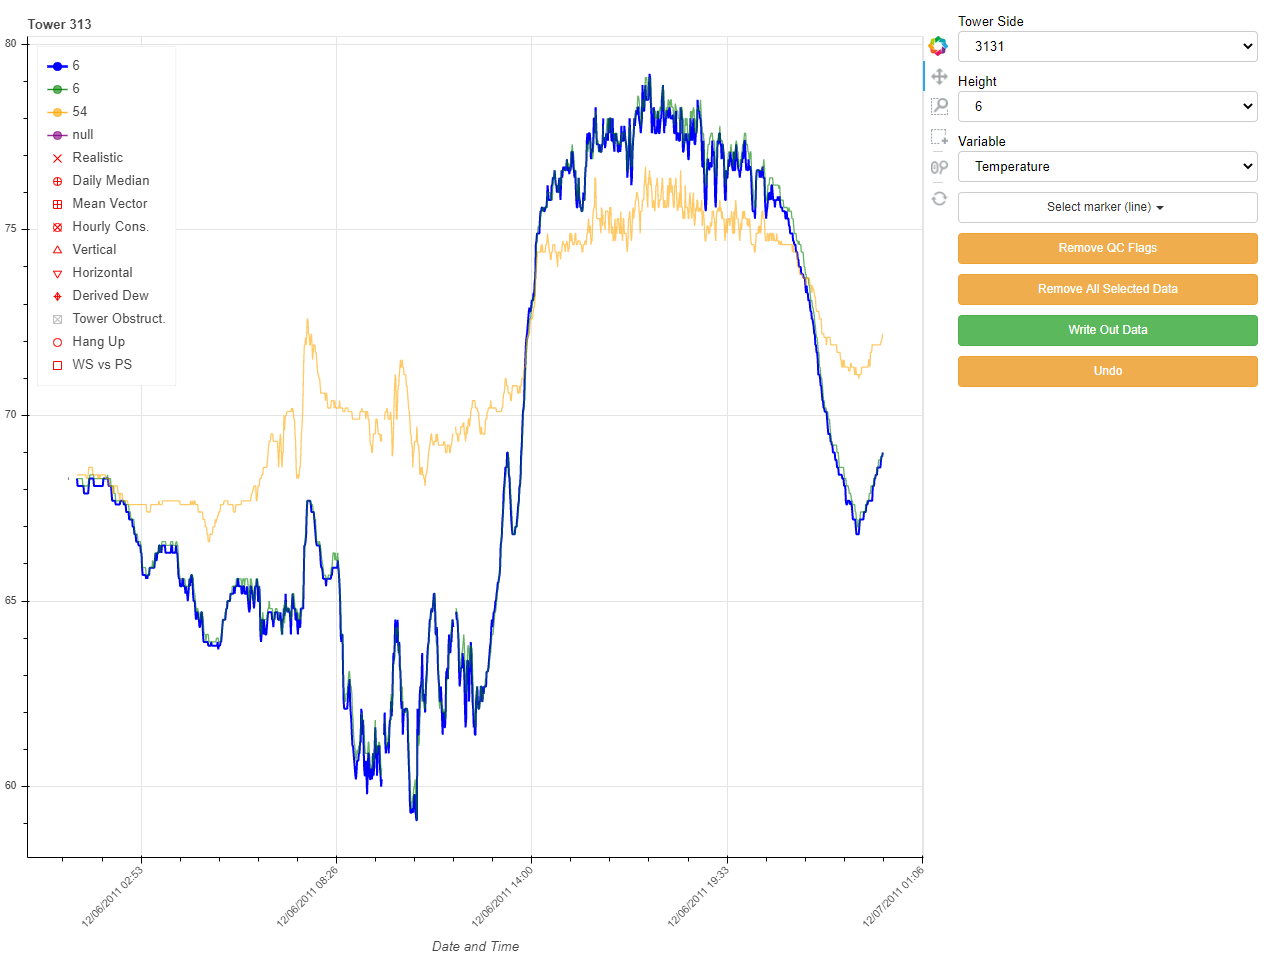 Tower 313
80
75
70
65
60
6
6
54
null
Realistic
Daily Median
Mean Vector
Hourly Cons.
Vertical
Horizontal
Derived Dew
Tower Obstruct.
Hang Up
WS vs PS
12/06/2011 02:53
12/06/2011 08:26
12/06/2011 14:00
12/06/2011 19:33
12/07/2011 01:06
Date and Time
Tower Side
3131
Height
6
Variable
Temperature
Select marker (line)
Remove QC Flags
Remove All Selected Data
Write Out Data
Undo